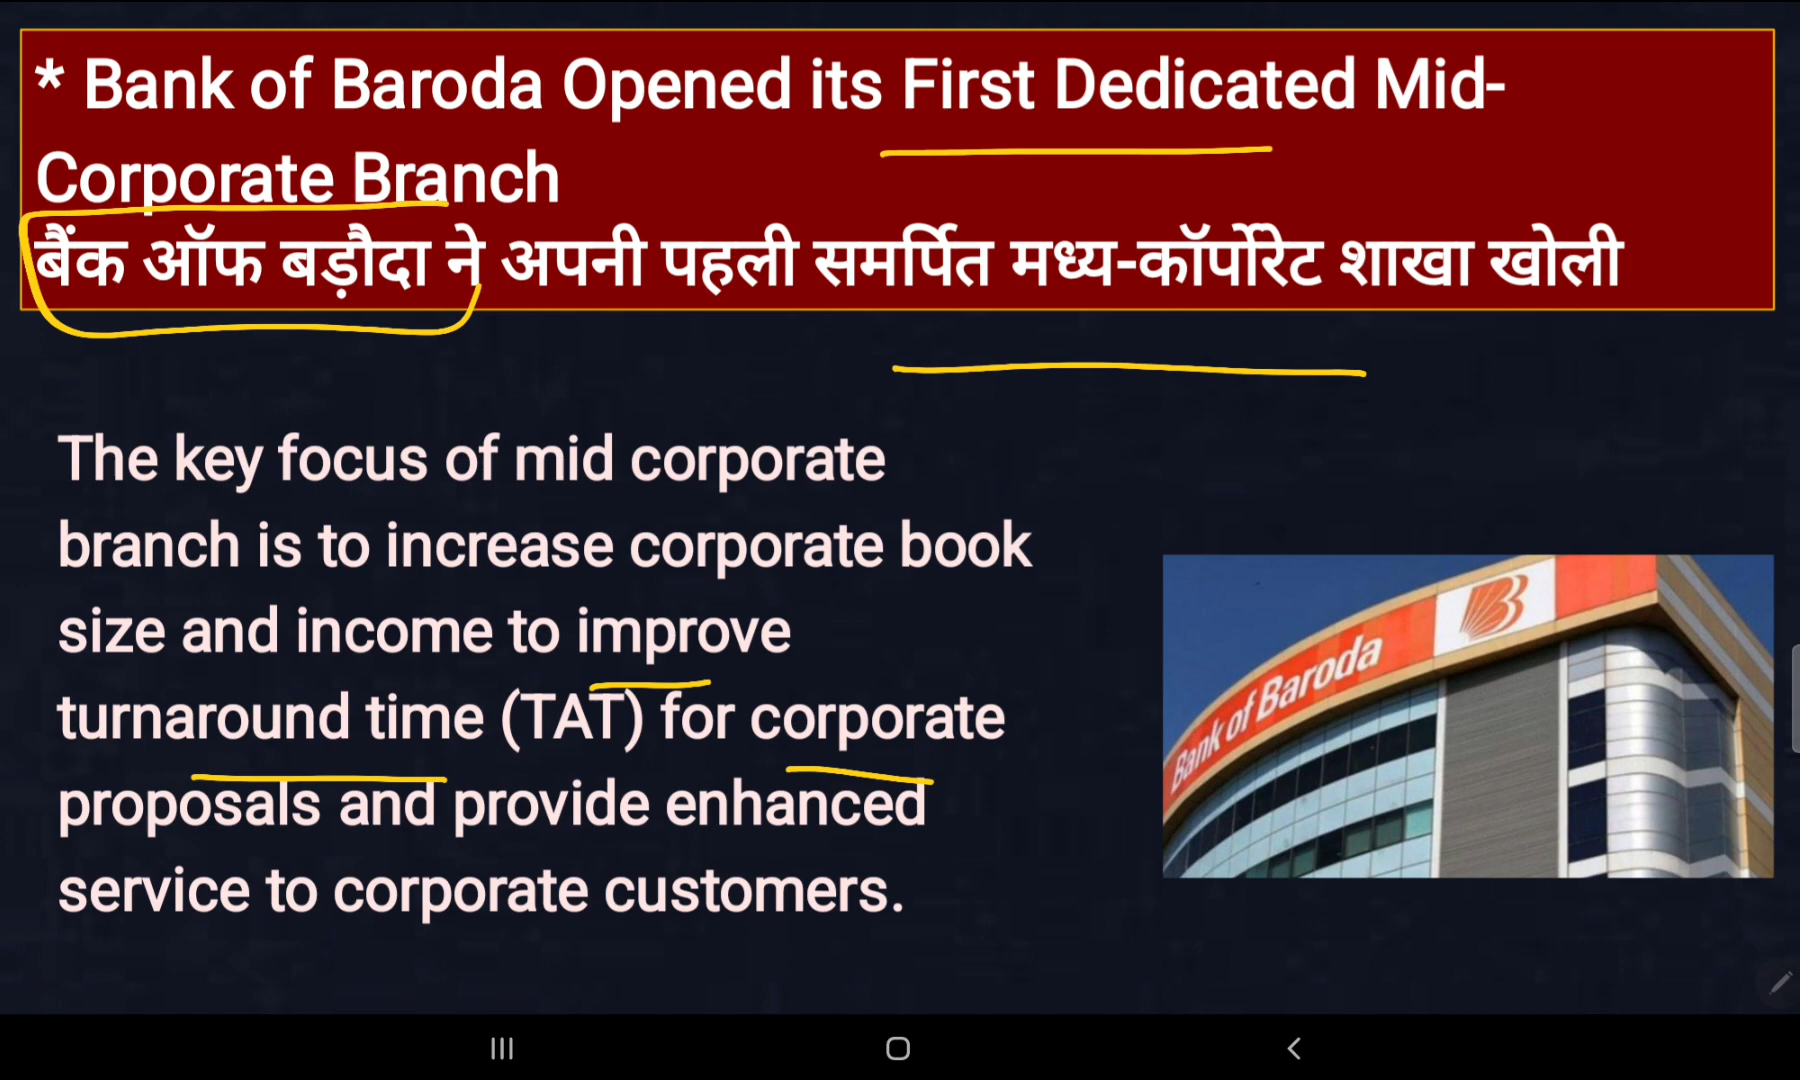 * Bank of Baroda Opened its First Dedicated Mid-
Corporate Branch
बैंक ऑफ बड़ौदा ने अपनी पहली समर्पित मध्य-कॉर्पोरेट शाखा खोली
The key focus of mid corporate
branch is to increase corporate book
size and income to improve
turnaround time (TAT) for corporate
proposals and provide enhanced
service to corporate customers.
Bank of Baroda